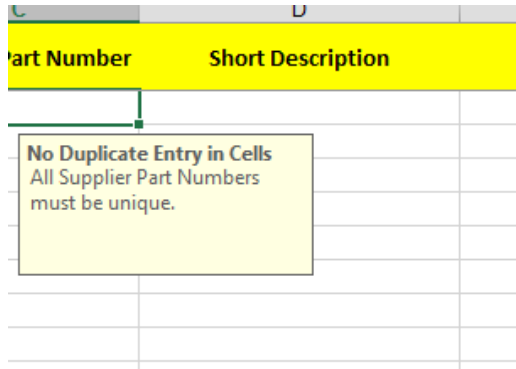 C D
Part Number Short Description
No Duplicate Entry in Cells
All Supplier Part Numbers
must be unique.